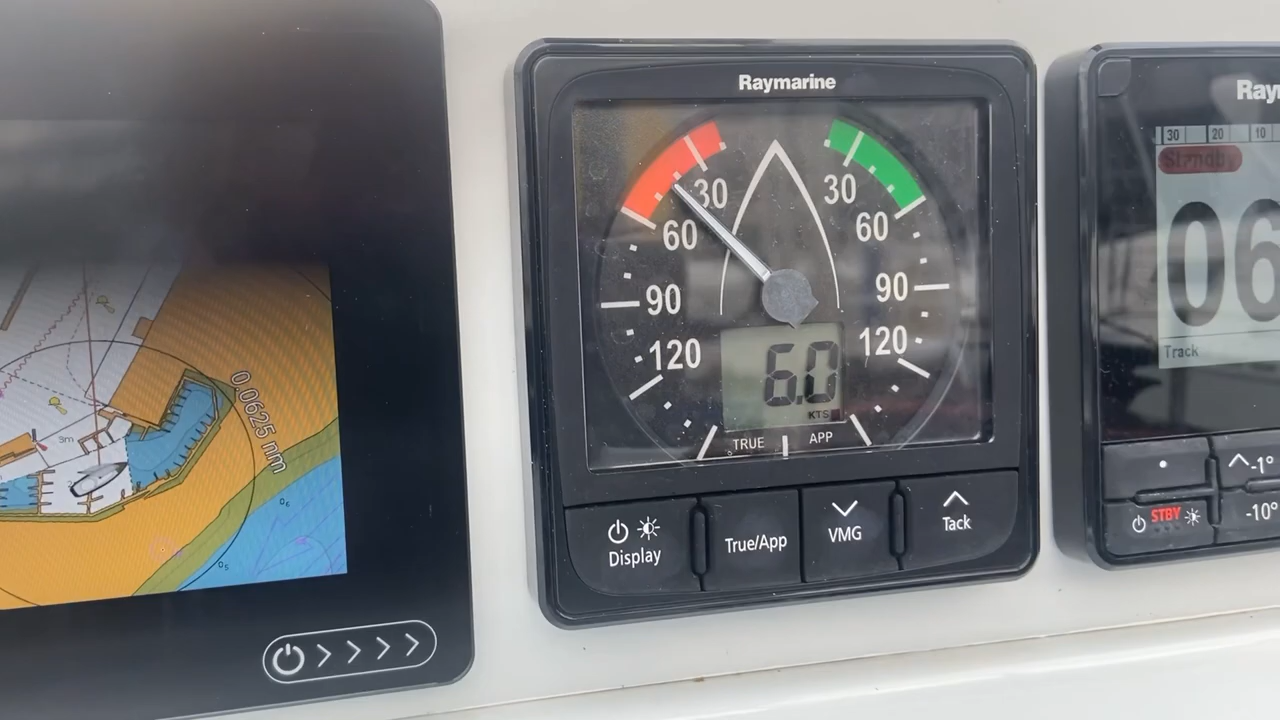 0.0625 nm
3m
Raymarine
30
30
60
60
90
90
120
120
6.0
KTS
TRUE
APP
Display
True/App
VMG
Tack
Ray
30
20
10
Standby
06
Track
-1°
STBY
-10°